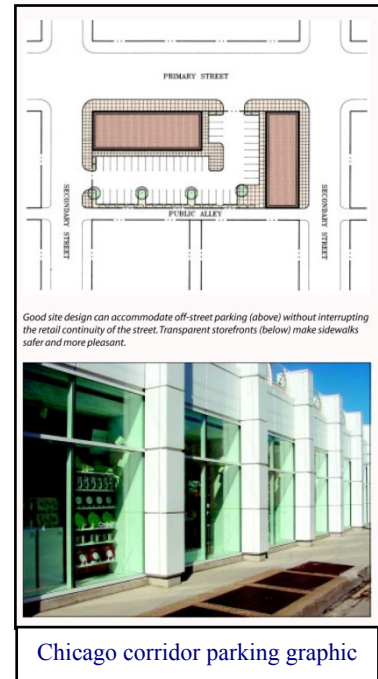 PRIMARY STREET
SECONDARY STREET
SECONDARY STREET
PUBLIC ALLEY
Good site design can accommodate off-street parking (above) without interrupting
the retail continuity of the street. Transparent storefronts (below) make sidewalks
safer and more pleasant.
Chicago corridor parking graphic